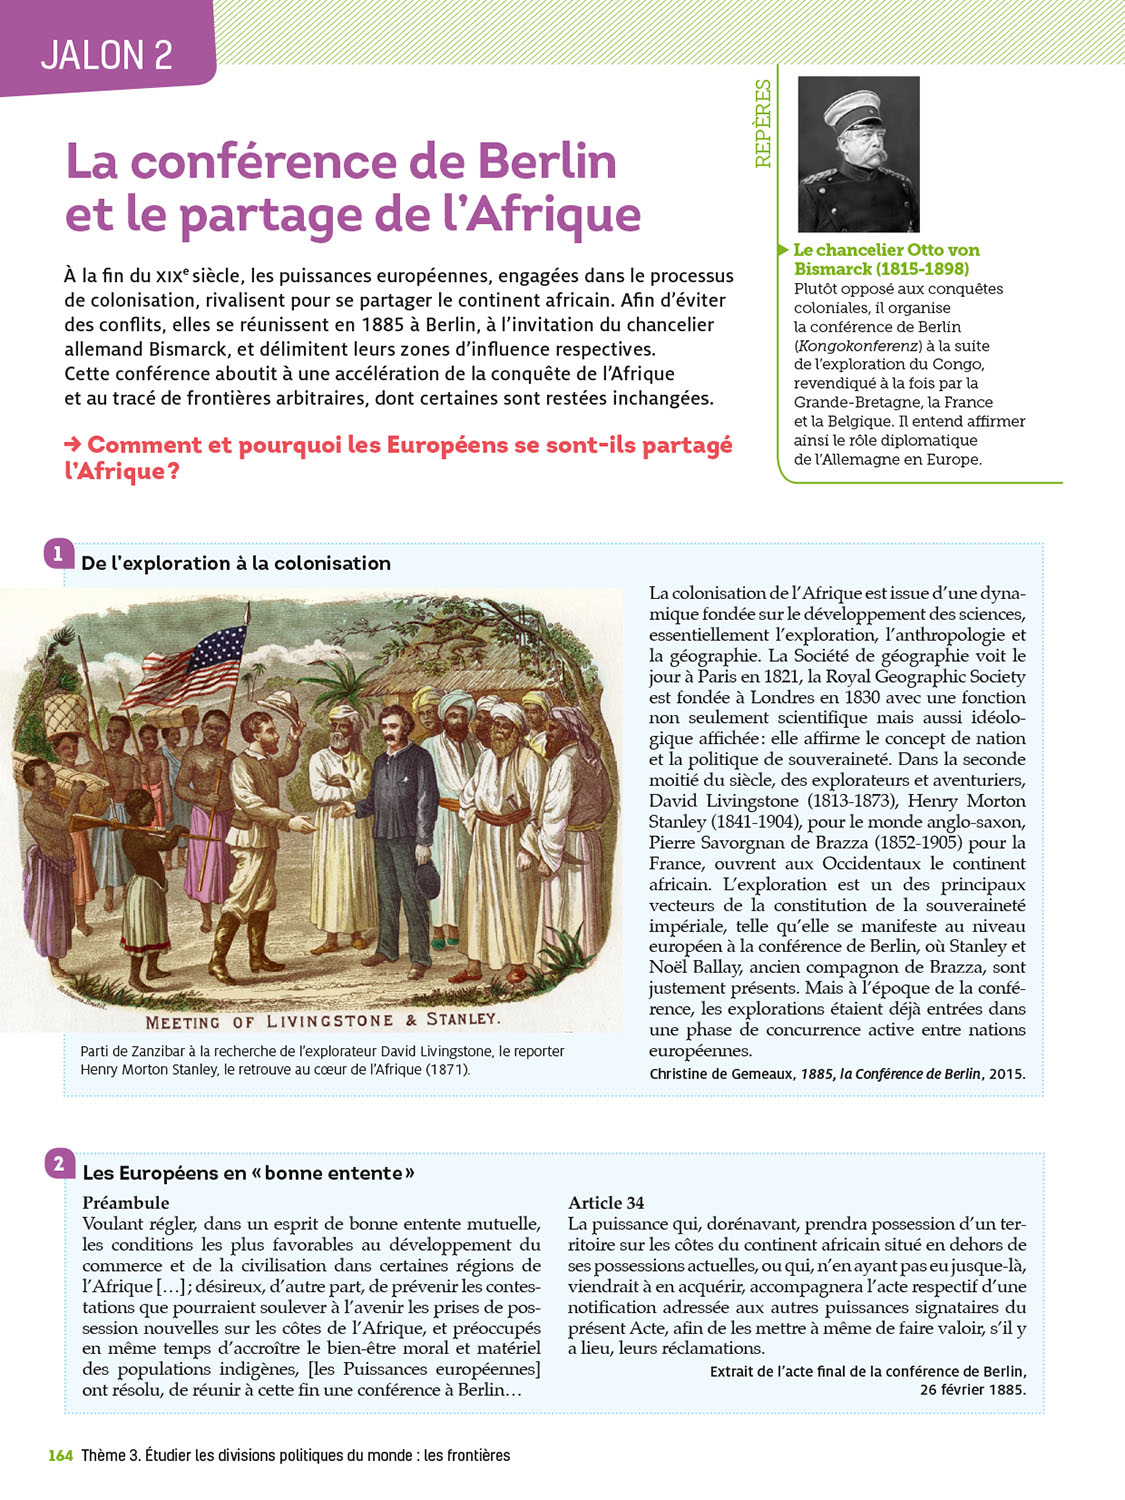 JALON 2
La conférence de Berlin
et le partage de l'Afrique
À la fin du XIXe siècle, les puissances européennes, engagées dans le processus
de colonisation, rivalisent pour se partager le continent africain. Afin d'éviter
des conflits, elles se réunissent en 1885 à Berlin, à l'invitation du chancelier
allemand Bismarck, et délimitent leurs zones d'influence respectives.
Cette conférence aboutit à une accélération de la conquête de l'Afrique
et au tracé de frontières arbitraires, dont certaines sont restées inchangées.
→ Comment et pourquoi les Européens se sont-ils partagé
l'Afrique ?
REPÈRES
Le chancelier Otto von
Bismarck (1815-1898)
Plutôt opposé aux conquêtes
coloniales, il organise
la conférence de Berlin
(Kongokonferenz) à la suite
de l'exploration du Congo,
revendiqué à la fois par la
Grande-Bretagne, la France
et la Belgique. Il entend affirmer
ainsi le rôle diplomatique
de l'Allemagne en Europe.
1
De l'exploration à la colonisation
MEETING OF LIVINGSTONE & STANLEY.
Parti de Zanzibar à la recherche de l'explorateur David Livingstone, le reporter
Henry Morton Stanley, le retrouve au cœur de l'Afrique (1871).
La colonisation de l'Afrique est issue d'une dyna-
mique fondée sur le développement des sciences,
essentiellement l'exploration, l'anthropologie et
la géographie. La Société de géographie voit le
jour à Paris en 1821, la Royal Geographic Society
est fondée à Londres en 1830 avec une fonction
non seulement scientifique mais aussi idéolo-
gique affichée : elle affirme le concept de nation
et la politique de souveraineté. Dans la seconde
moitié du siècle, des explorateurs et aventuriers,
David Livingstone (1813-1873), Henry Morton
Stanley (1841-1904), pour le monde anglo-saxon,
Pierre Savorgnan de Brazza (1852-1905) pour la
France, ouvrent aux Occidentaux le continent
africain. L'exploration est un des principaux
vecteurs de la constitution de la souveraineté
impériale, telle qu'elle se manifeste au niveau
européen à la conférence de Berlin, où Stanley et
Noël Ballay, ancien compagnon de Brazza, sont
justement présents. Mais à l'époque de la confé-
rence, les explorations étaient déjà entrées dans
une phase de concurrence active entre nations
européennes.
Christine de Gemeaux, 1885, la Conférence de Berlin, 2015.
2
Les Européens en « bonne entente »
Préambule
Voulant régler, dans un esprit de bonne entente mutuelle,
les conditions les plus favorables au développement du
commerce et de la civilisation dans certaines régions de
l'Afrique […] ; désireux, d'autre part, de prévenir les contes-
tations que pourraient soulever à l'avenir les prises de pos-
session nouvelles sur les côtes de l'Afrique, et préoccupés
en même temps d'accroître le bien-être moral et matériel
des populations indigènes, [les Puissances européennes]
ont résolu, de réunir à cette fin une conférence à Berlin…
Article 34
La puissance qui, dorénavant, prendra possession d'un ter-
ritoire sur les côtes du continent africain situé en dehors de
ses possessions actuelles, ou qui, n'en ayant pas eu jusque-là,
viendrait à en acquérir, accompagnera l'acte respectif d'une
notification adressée aux autres puissances signataires du
présent Acte, afin de les mettre à même de faire valoir, s'il y
a lieu, leurs réclamations.
Extrait de l'acte final de la conférence de Berlin,
26 février 1885.
164 Thème 3. Étudier les divisions politiques du monde : les frontières